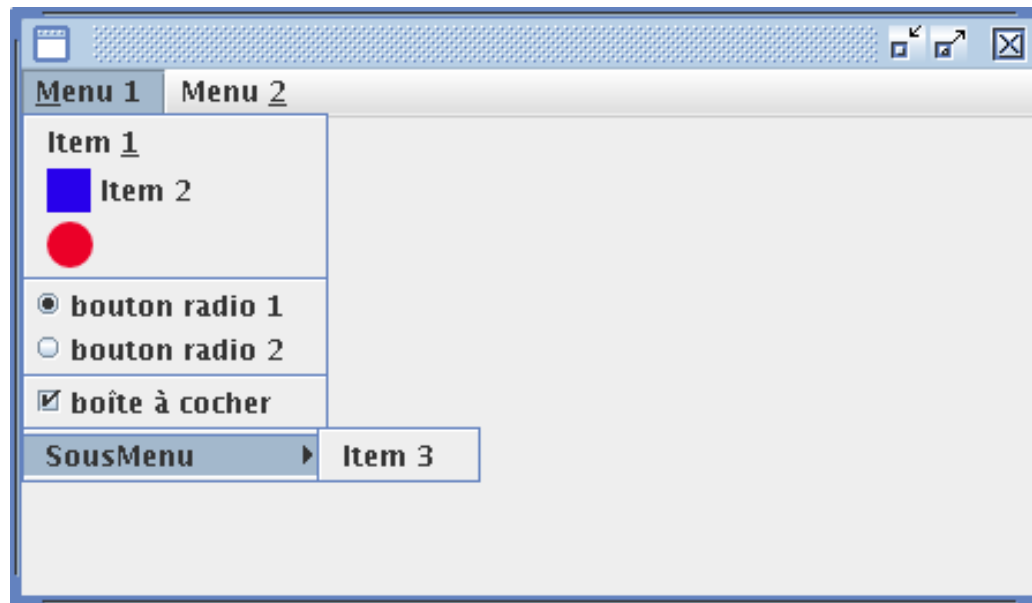 Menu 1 Menu 2
Item 1
Item 2
bouton radio 1
bouton radio 2
boîte à cocher
SousMenu Item 3